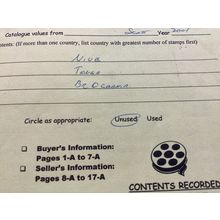 Catalogue values from Scott Year 2001
ntents: (If more than one country, list country with greatest number of stamps first)
NIUE
TONGA
BR OCEANIA
Circle as appropriate: Unused Used
Buyer's Information:
Pages 1-A to 7-A
Seller's Information:
Pages 8-A to 17-A
CONTENTS RECORDED